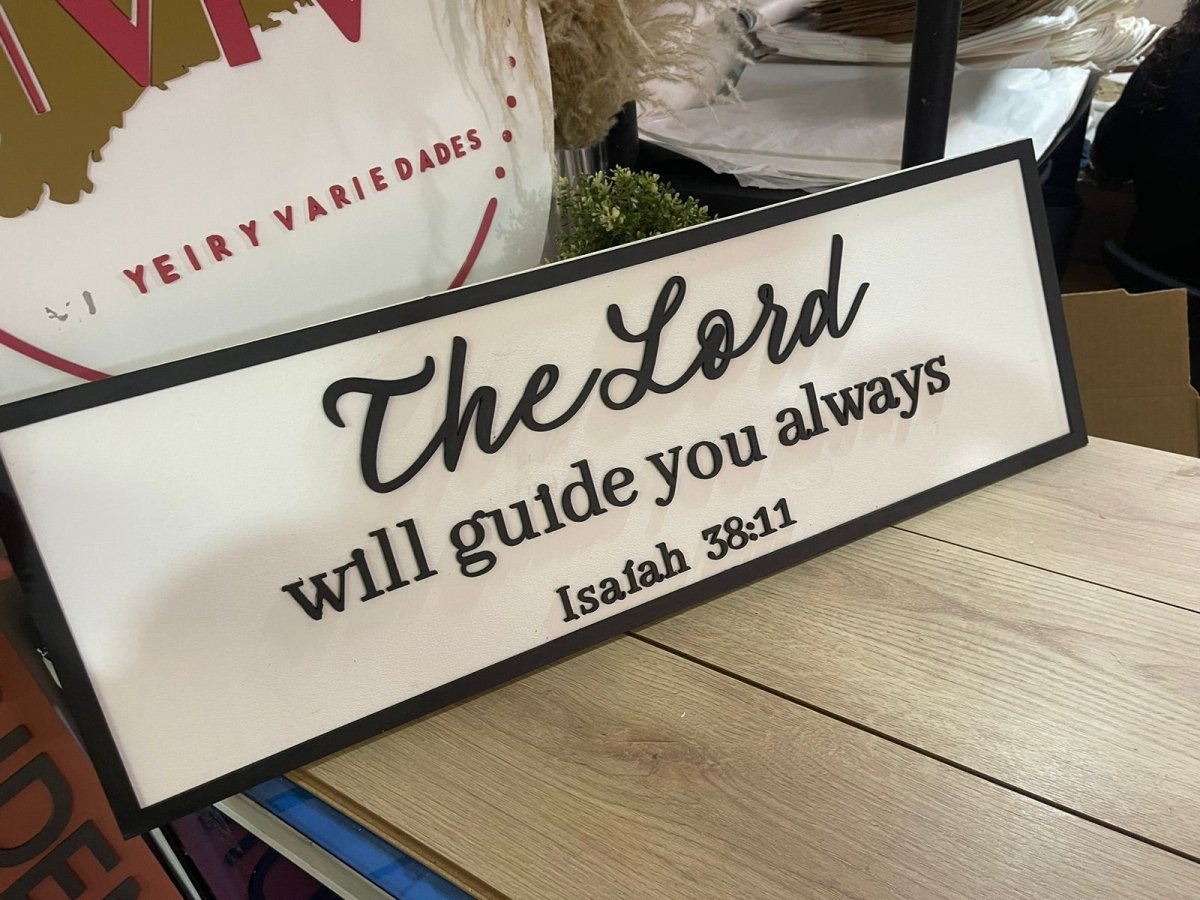 YEIRY VARIEDADES
The Lord
will guide you always
Isaiah 38:11